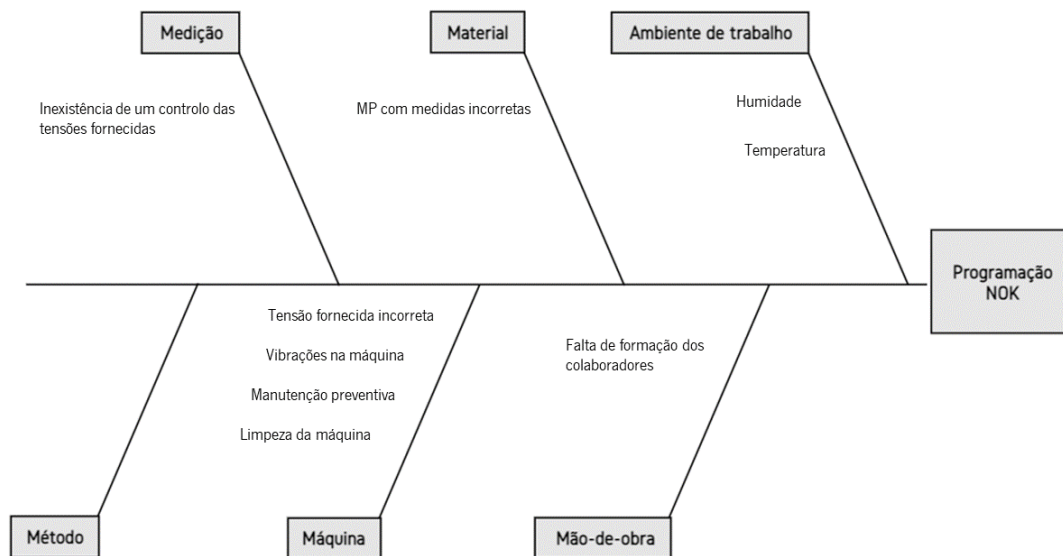 Medição
Material
Ambiente de trabalho
Inexistência de um controlo das
tensões fornecidas
MP com medidas incorretas
Humidade
Temperatura
Programação
NOK
Tensão fornecida incorreta
Vibrações na máquina
Manutenção preventiva
Limpeza da máquina
Falta de formação dos
colaboradores
Método
Máquina
Mão-de-obra